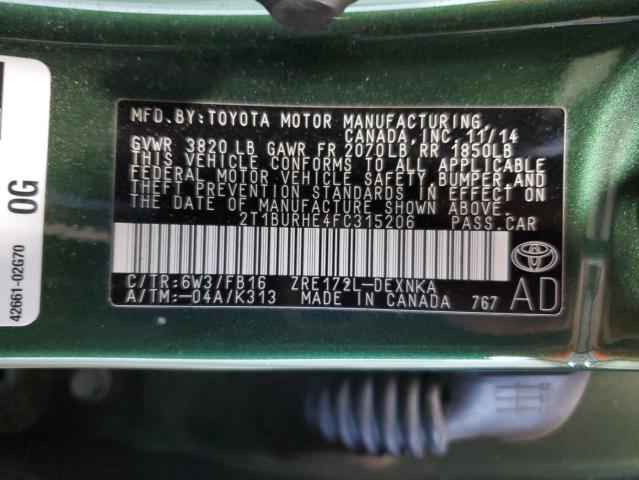 MFD.BY:TOYOTA MOTOR MANUFACTURING
CANADA, INC. 11/14
GVWR 3820 LB GAWR FR 2070LB RR 1850LB
THIS VEHICLE CONFORMS TO ALL APPLICABLE
FEDERAL MOTOR VEHICLE SAFETY, BUMPER, AND
THEFT PREVENTION STANDARDS IN EFFECT ON
THE DATE OF MANUFACTURE SHOWN ABOVE.
2T1BURHE4FC315206 PASS.CAR
C/TR:6W3/FB16 ZRE172L-DEXNKA
A/TM:-04A/K313 MADE IN CANADA 767
AD
TOYOTA
0G
42661-02G70